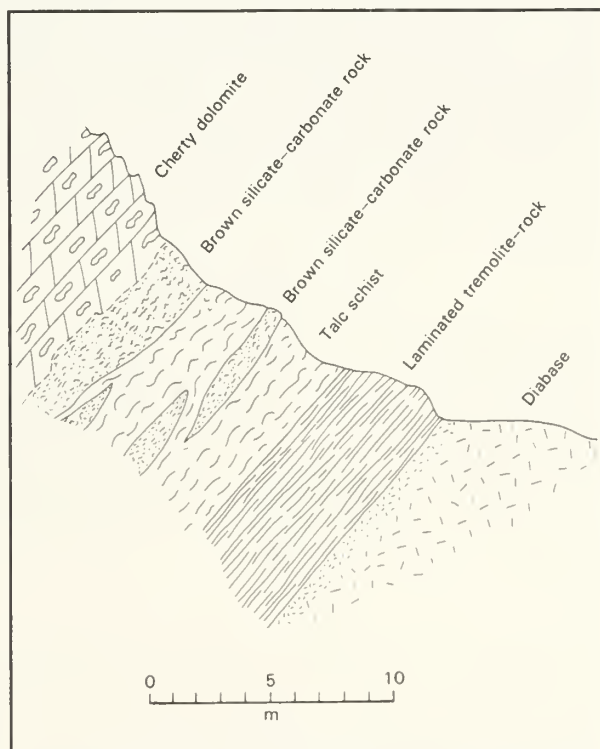 Cherty dolomite
Brown silicate–carbonate rock
Brown silicate–carbonate rock
Talc schist
Laminated tremolite–rock
Diabase
0 5 10
m